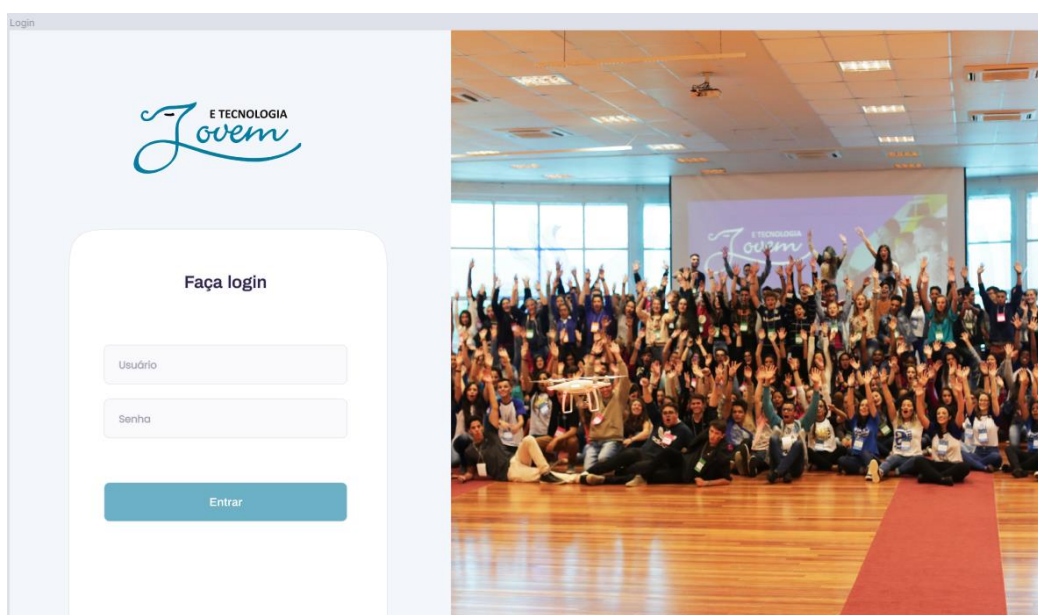 Login
E TECNOLOGIA
Jovem
Faça login
Usuário
Senha
Entrar
E TECNOLOGIA
Jovem